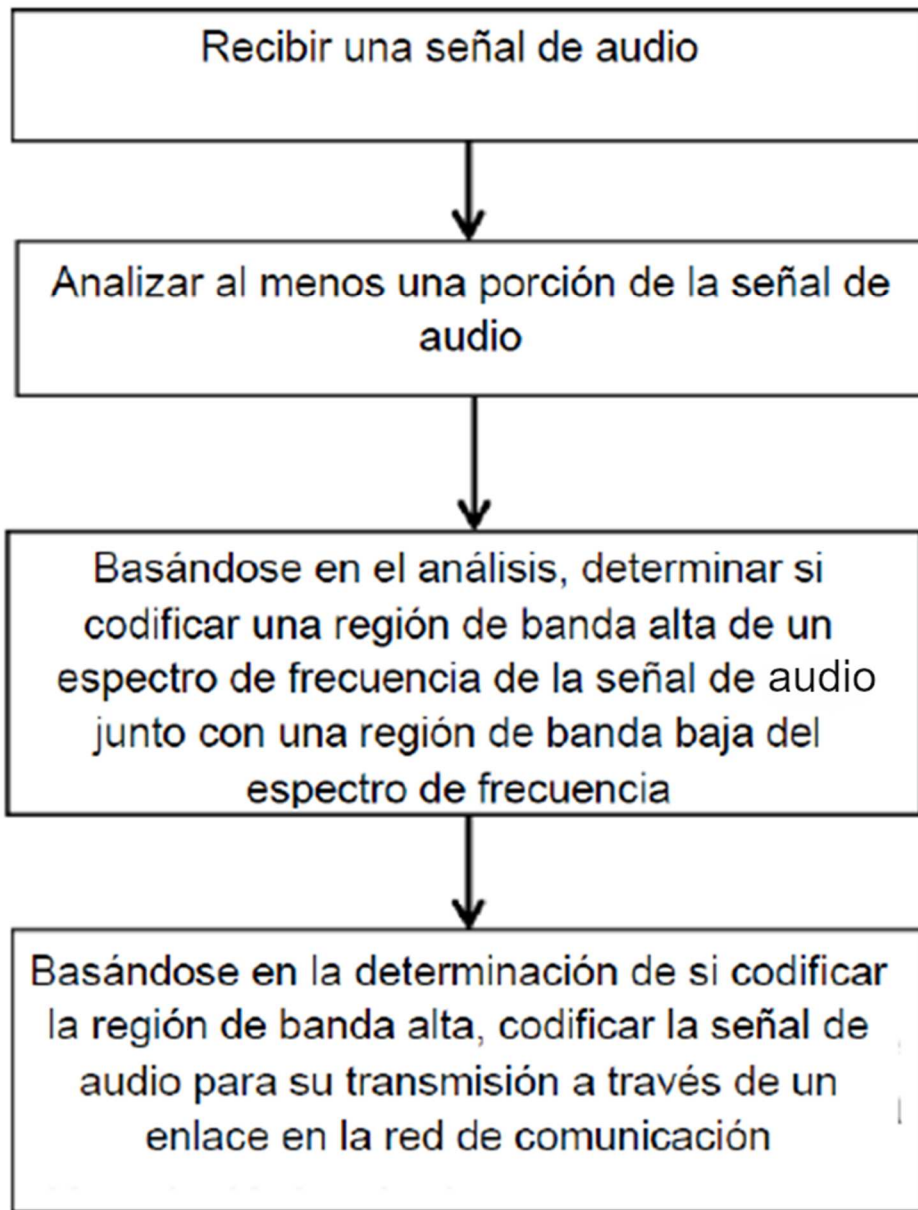 Recibir una señal de audio
Analizar al menos una porción de la señal de
audio
Basándose en el análisis, determinar si
codificar una región de banda alta de un
espectro de frecuencia de la señal de audio
junto con una región de banda baja del
espectro de frecuencia
Basándose en la determinación de si codificar
la región de banda alta, codificar la señal de
audio para su transmisión a través de un
enlace en la red de comunicación